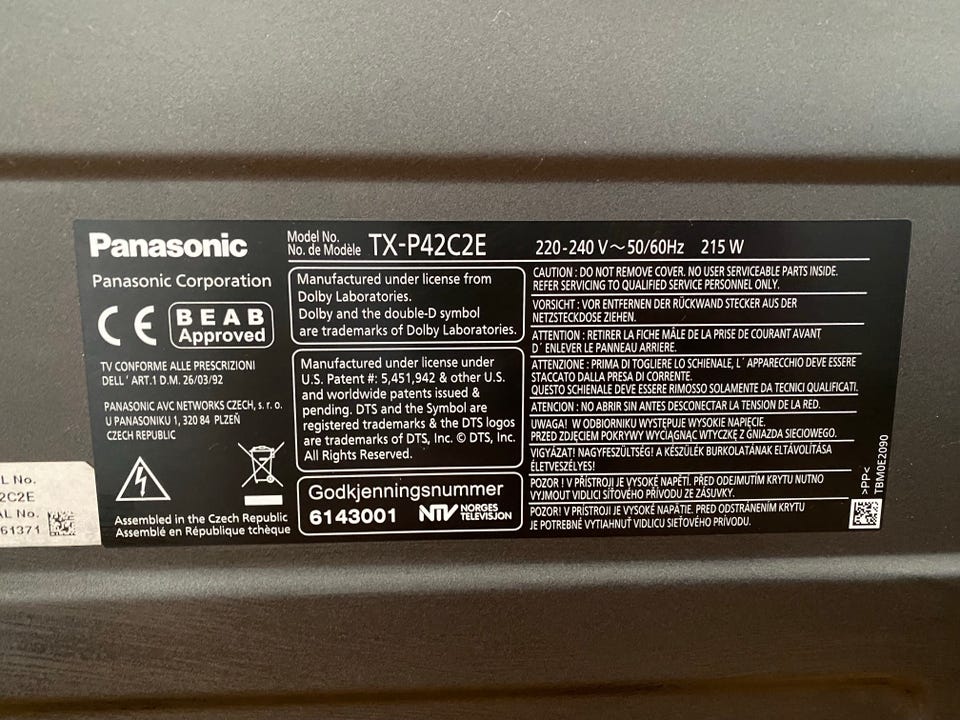 Panasonic
Model No.
No. de Modèle TX-P42C2E
220-240 V~50/60Hz 215 W
Panasonic Corporation
CE
BEAB
Approved
TV CONFORME ALLE PRESCRIZIONI
DELL' ART.1 D.M. 26/03/92
PANASONIC AVC NETWORKS CZECH, s. r. o.
U PANASONIKU 1, 320 84 PLZEŇ
CZECH REPUBLIC
Assembled in the Czech Republic
Assemblé en République tchèque
Manufactured under license from
Dolby Laboratories.
Dolby and the double-D symbol
are trademarks of Dolby Laboratories.
Manufactured under license under
U.S. Patent #: 5,451,942 & other U.S.
and worldwide patents issued &
pending. DTS and the Symbol are
registered trademarks & the DTS logos
are trademarks of DTS, Inc. © DTS, Inc.
All Rights Reserved.
Godkjenningsnummer
6143001 NTV NORGES
TELEVISJON
CAUTION : DO NOT REMOVE COVER. NO USER SERVICEABLE PARTS INSIDE.
REFER SERVICING TO QUALIFIED SERVICE PERSONNEL ONLY.
VORSICHT : VOR ENTFERNEN DER RÜCKWAND STECKER AUS DER
NETZSTECKDOSE ZIEHEN.
ATTENTION : RETIRER LA FICHE MÂLE DE LA PRISE DE COURANT AVANT
D' ENLEVER LE PANNEAU ARRIERE.
ATTENZIONE : PRIMA DI TOGLIERE LO SCHIENALE, L' APPARECCHIO DEVE ESSERE
STACCATO DALLA PRESA DI CORRENTE.
QUESTO SCHIENALE DEVE ESSERE RIMOSSO SOLAMENTE DA TECNICI QUALIFICATI.
ATENCION : NO ABRIR SIN ANTES DESCONECTAR LA TENSION DE LA RED.
UWAGA! W ODBIORNIKU WYSTĘPUJE WYSOKIE NAPIĘCIE.
PRZED ZDJĘCIEM POKRYWY WYCIĄGNĄĆ WTYCZKĘ Z GNIAZDA SIECIOWEGO.
VIGYÁZAT! NAGYFESZÜLTSÉG! A KÉSZÜLÉK BURKOLATÁNAK ELTÁVOLÍTÁSA
ÉLETVESZÉLYES!
POZOR ! V PŘÍSTROJI JE VYSOKÉ NAPĚTÍ. PŘED ODEJMUTÍM KRYTU NUTNO
VYJMOUT VIDLICI SÍŤOVÉHO PŘÍVODU ZE ZÁSUVKY.
POZOR! V PRÍSTROJI JE VYSOKÉ NAPÄTIE. PRED ODSTRÁNENÍM KRYTU
JE POTREBNÉ VYTIAHNUŤ VIDLICU SIEŤOVÉHO PRÍVODU.
>PP<
TBM0E2090
L No.
2C2E
AL No.
61371